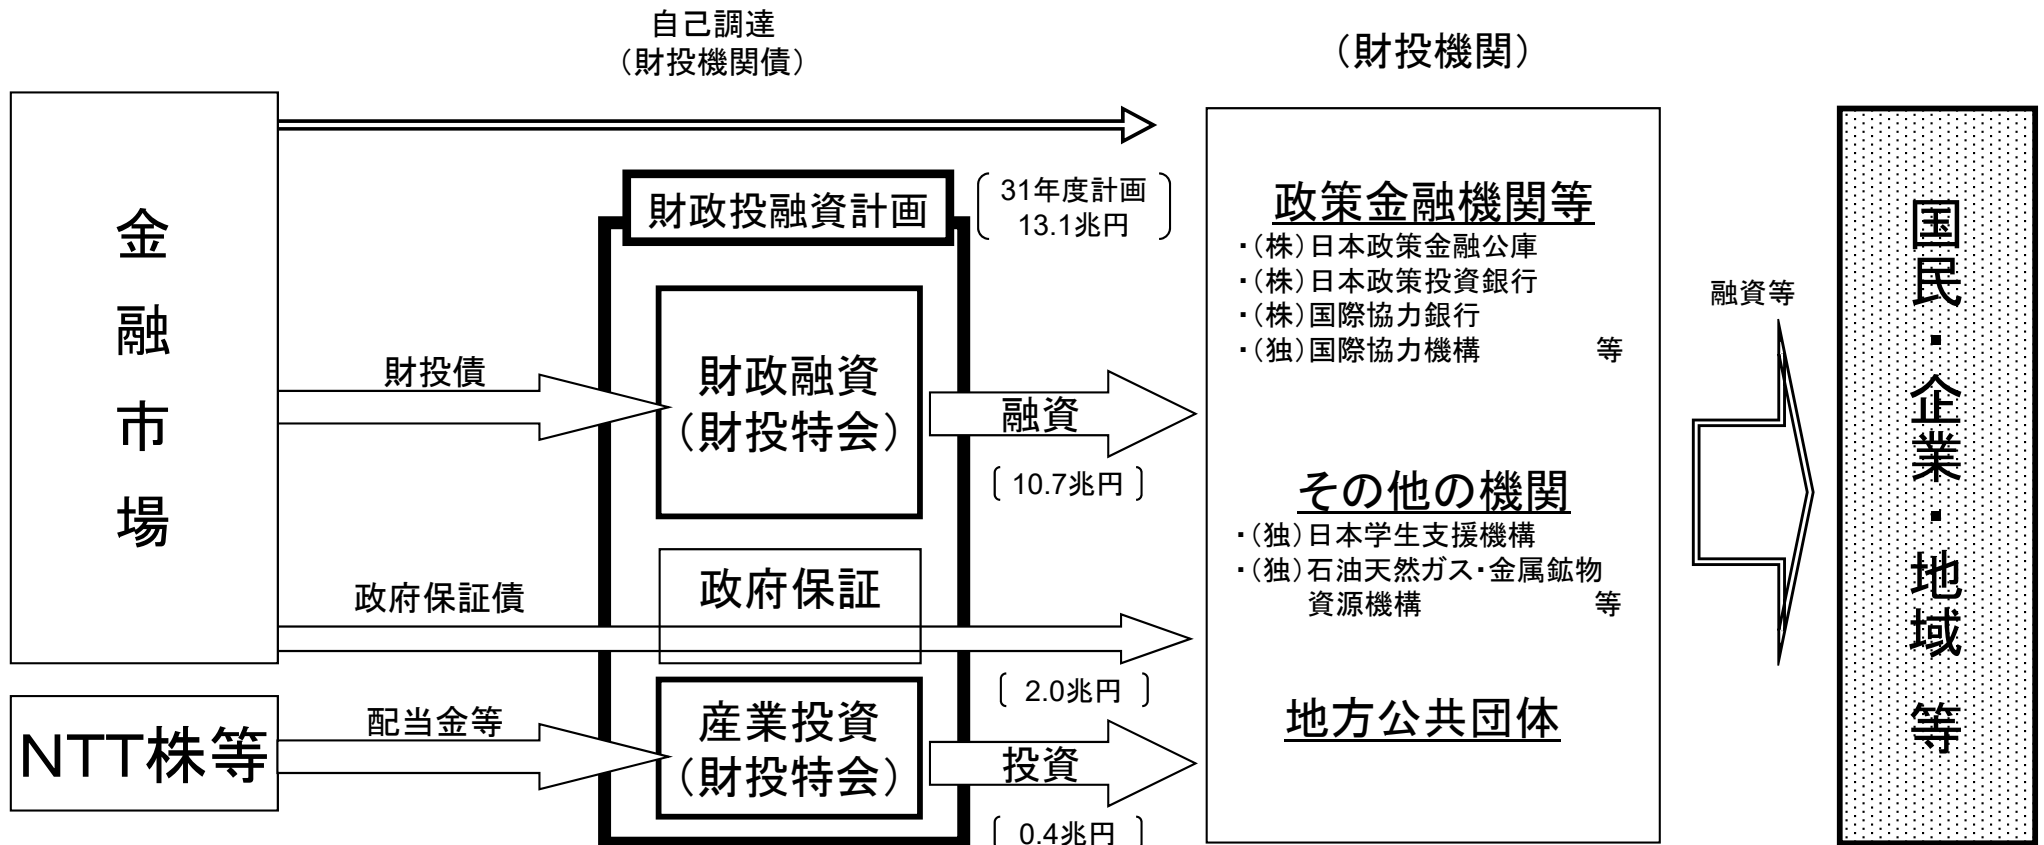 自己調達
（財投機関債）
（財投機関）
金融市場
財政投融資計画
31年度計画
13.1兆円
財投債
財政融資
（財投特会）
融資
〔 10.7兆円 〕
政府保証債
政府保証
〔 2.0兆円 〕
NTT株等
配当金等
産業投資
（財投特会）
投資
〔 0.4兆円 〕
政策金融機関等
・（株）日本政策金融公庫
・（株）日本政策投資銀行
・（株）国際協力銀行
・（独）国際協力機構 等
その他の機関
・（独）日本学生支援機構
・（独）石油天然ガス・金属鉱物
資源機構 等
地方公共団体
融資等
国民・企業・地域 等